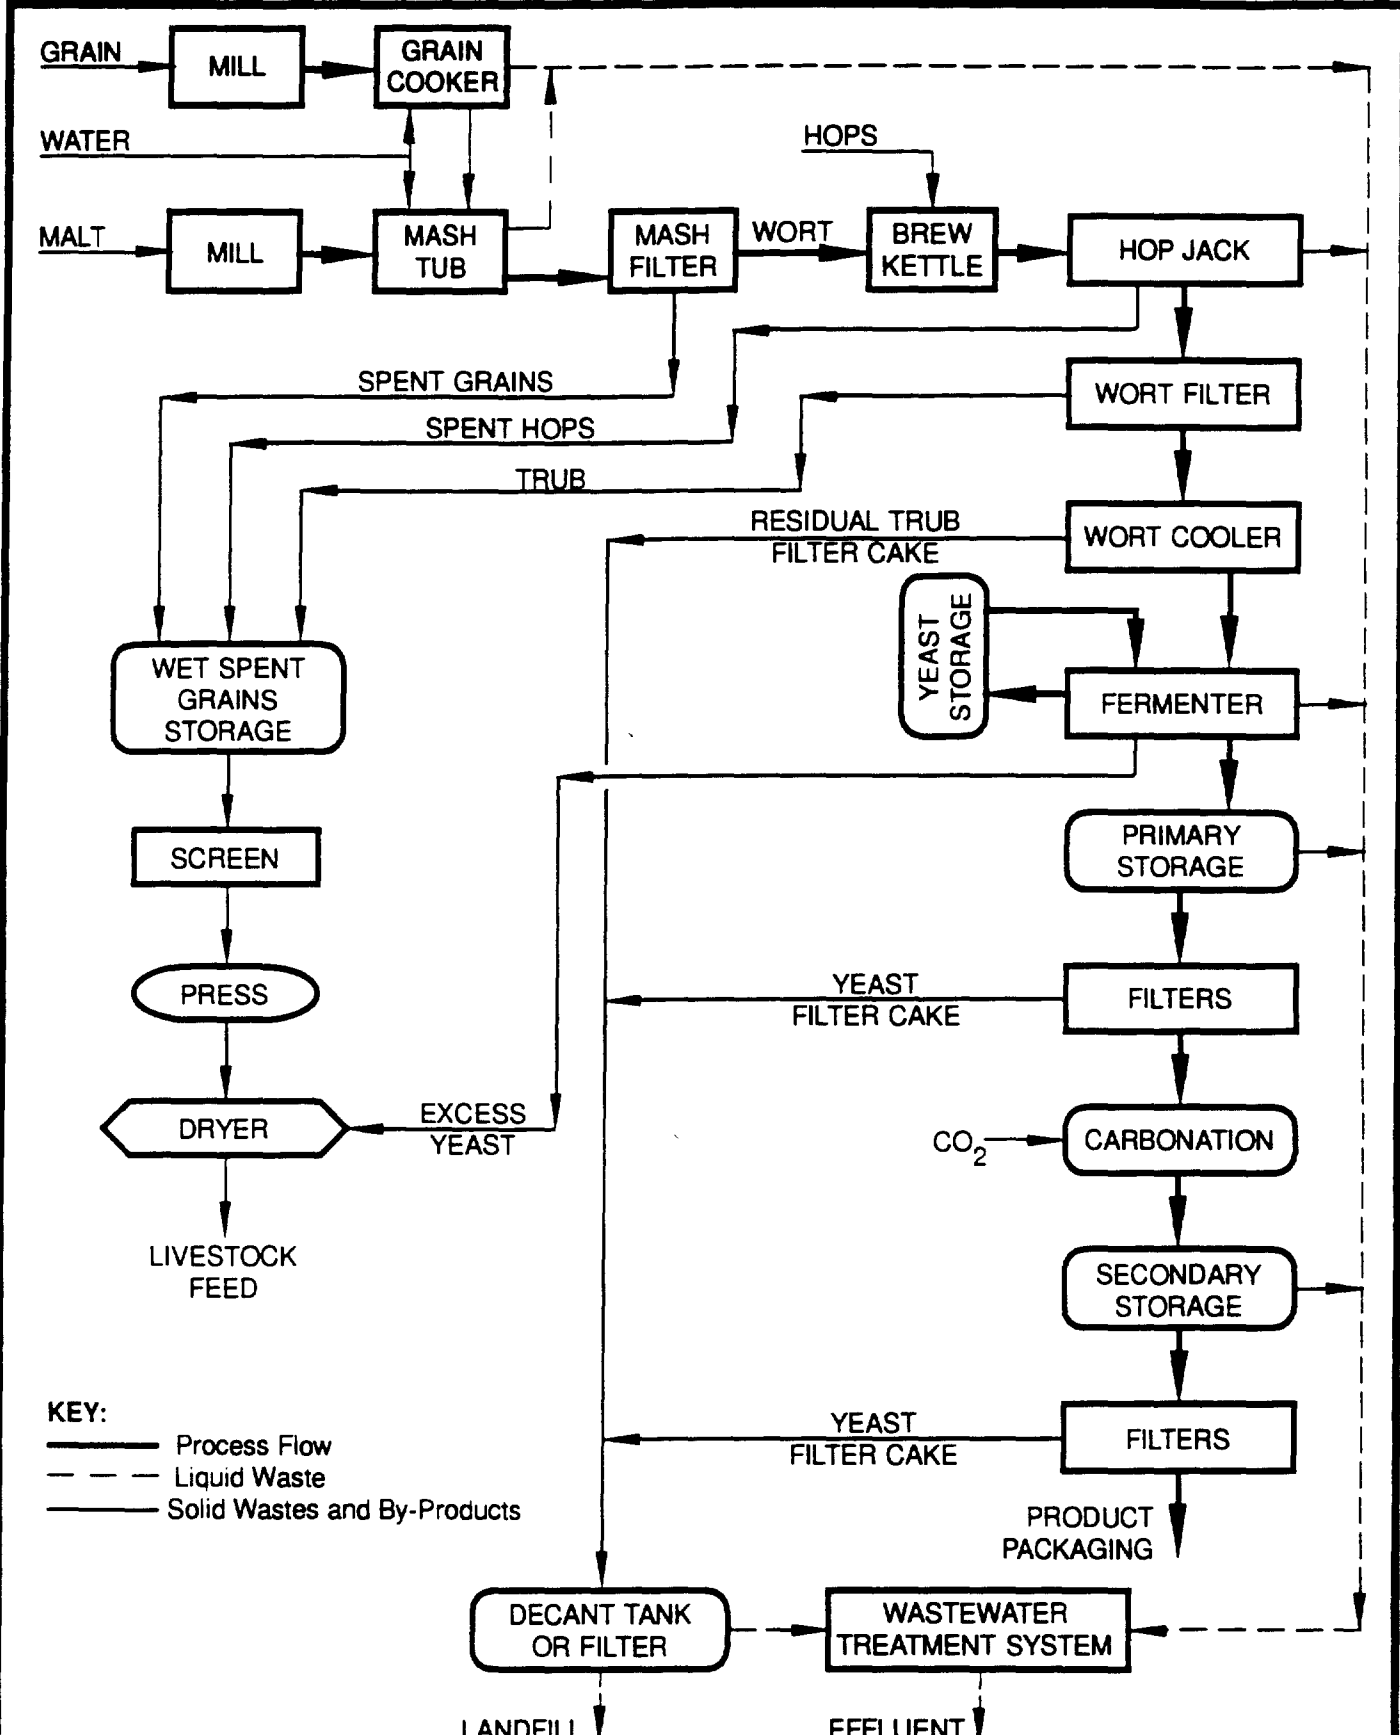 GRAIN
MILL
GRAIN
COOKER
WATER
HOPS
MALT
MILL
MASH
TUB
MASH
FILTER
WORT
BREW
KETTLE
HOP JACK
SPENT GRAINS
WORT FILTER
SPENT HOPS
TRUB
RESIDUAL TRUB
FILTER CAKE
WORT COOLER
YEAST
STORAGE
WET SPENT
GRAINS
STORAGE
FERMENTER
PRIMARY
STORAGE
SCREEN
PRESS
YEAST
FILTER CAKE
FILTERS
DRYER
EXCESS
YEAST
CO2
CARBONATION
LIVESTOCK
FEED
SECONDARY
STORAGE
KEY:
Process Flow
Liquid Waste
Solid Wastes and By-Products
YEAST
FILTER CAKE
FILTERS
PRODUCT
PACKAGING
DECANT TANK
OR FILTER
WASTEWATER
TREATMENT SYSTEM
LANDFILL
EFFLUENT